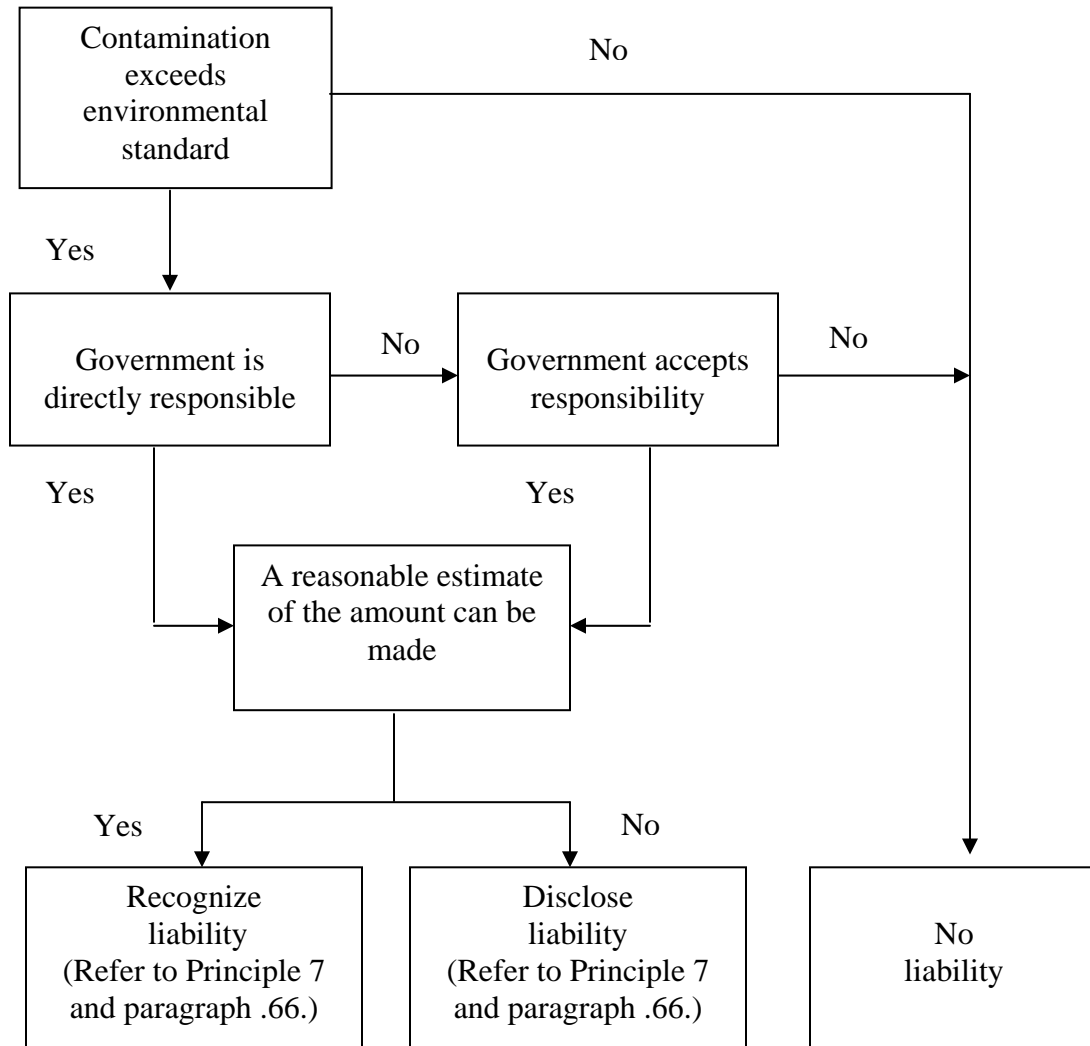 Contamination
exceeds
environmental
standard
No
Yes
Government is
directly responsible
No
Government accepts
responsibility
No
Yes
Yes
A reasonable estimate
of the amount can be
made
Yes
No
Recognize
liability
(Refer to Principle 7
and paragraph .66.)
Disclose
liability
(Refer to Principle 7
and paragraph .66.)
No
liability